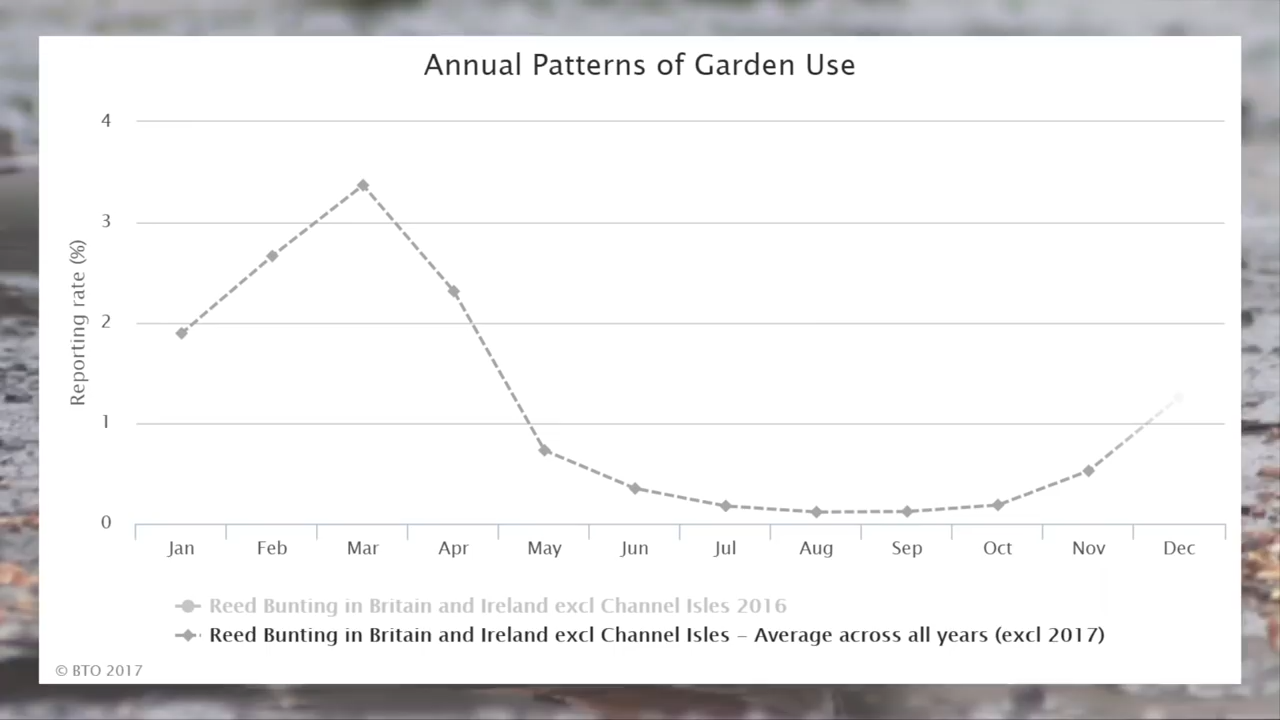 Annual Patterns of Garden Use
4
3
2
1
0
Reporting rate (%)
Jan Feb Mar Apr May Jun Jul Aug Sep Oct Nov Dec
Reed Bunting in Britain and Ireland excl Channel Isles 2016
Reed Bunting in Britain and Ireland excl Channel Isles – Average across all years (excl 2017)
© BTO 2017